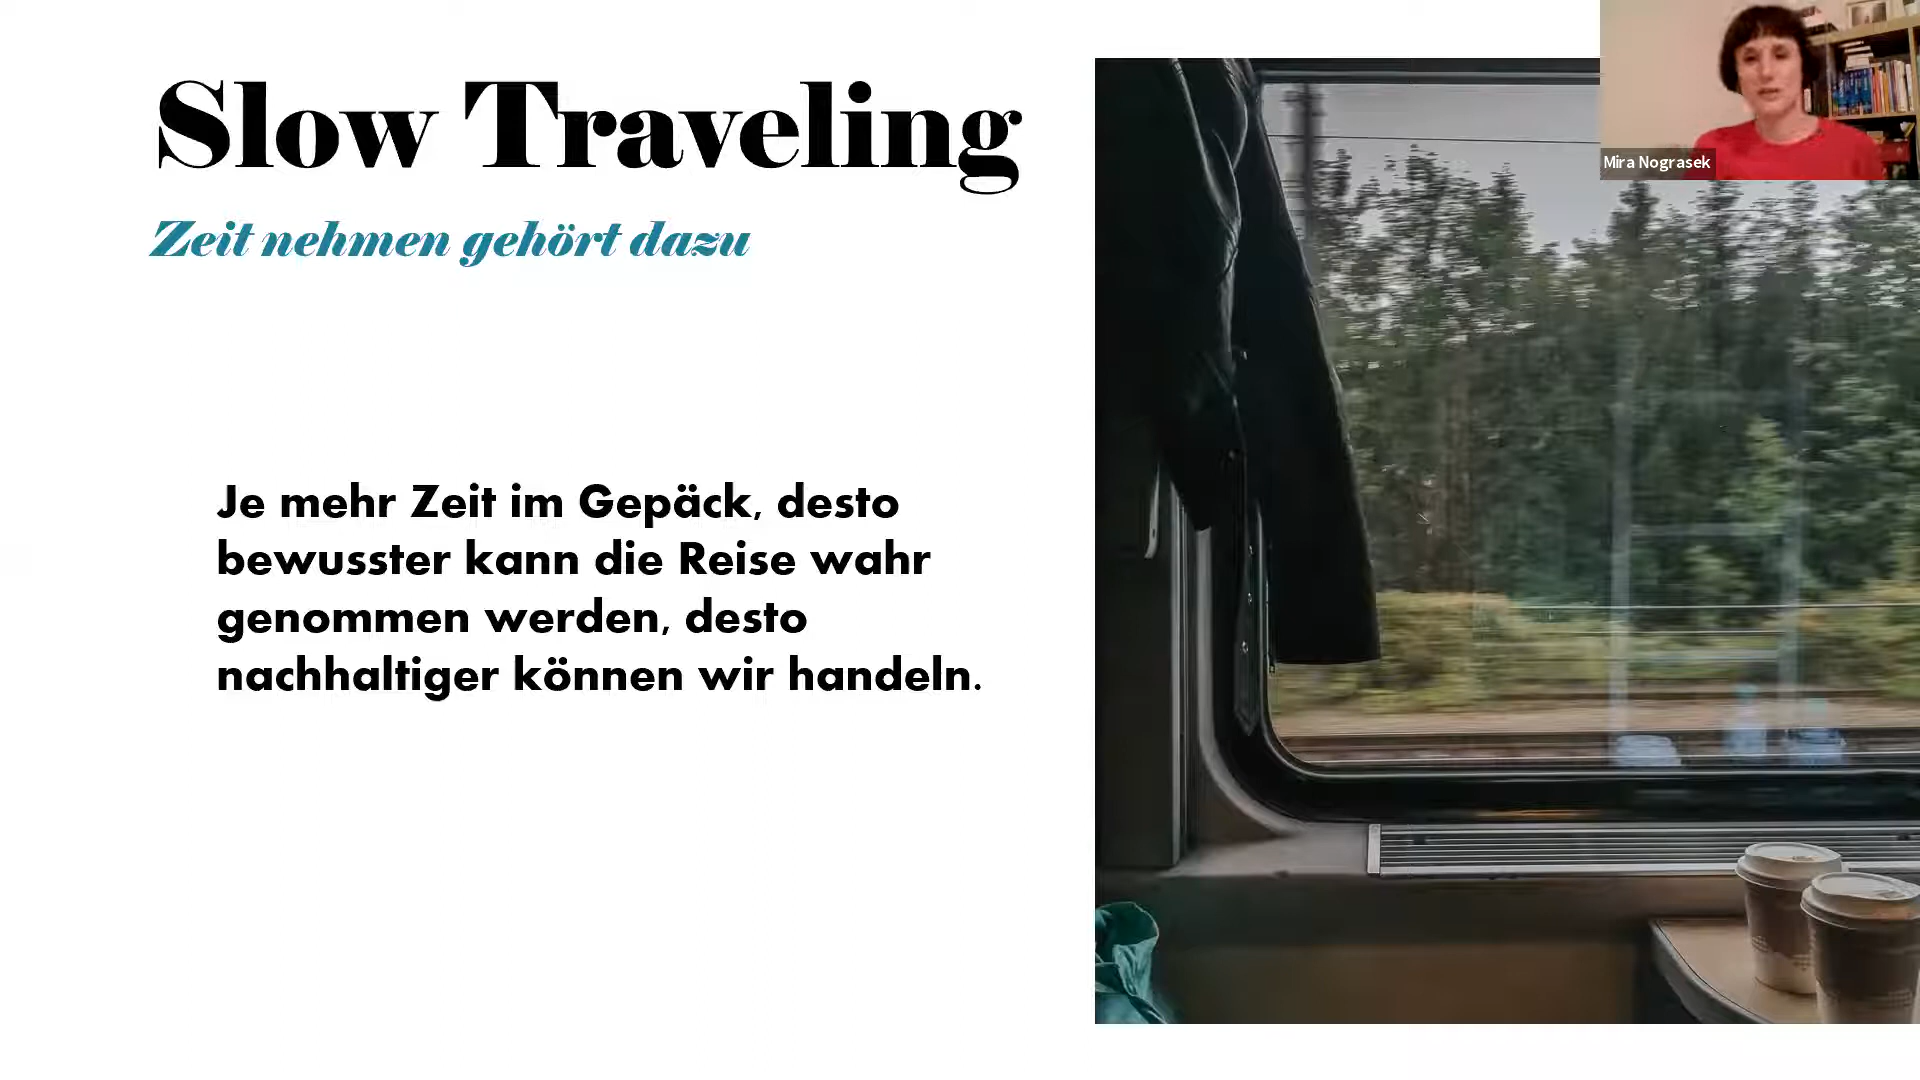 Slow Traveling
Zeit nehmen gehört dazu
Je mehr Zeit im Gepäck, desto
bewusster kann die Reise wahr
genommen werden, desto
nachhaltiger können wir handeln.
Mira Nograsek